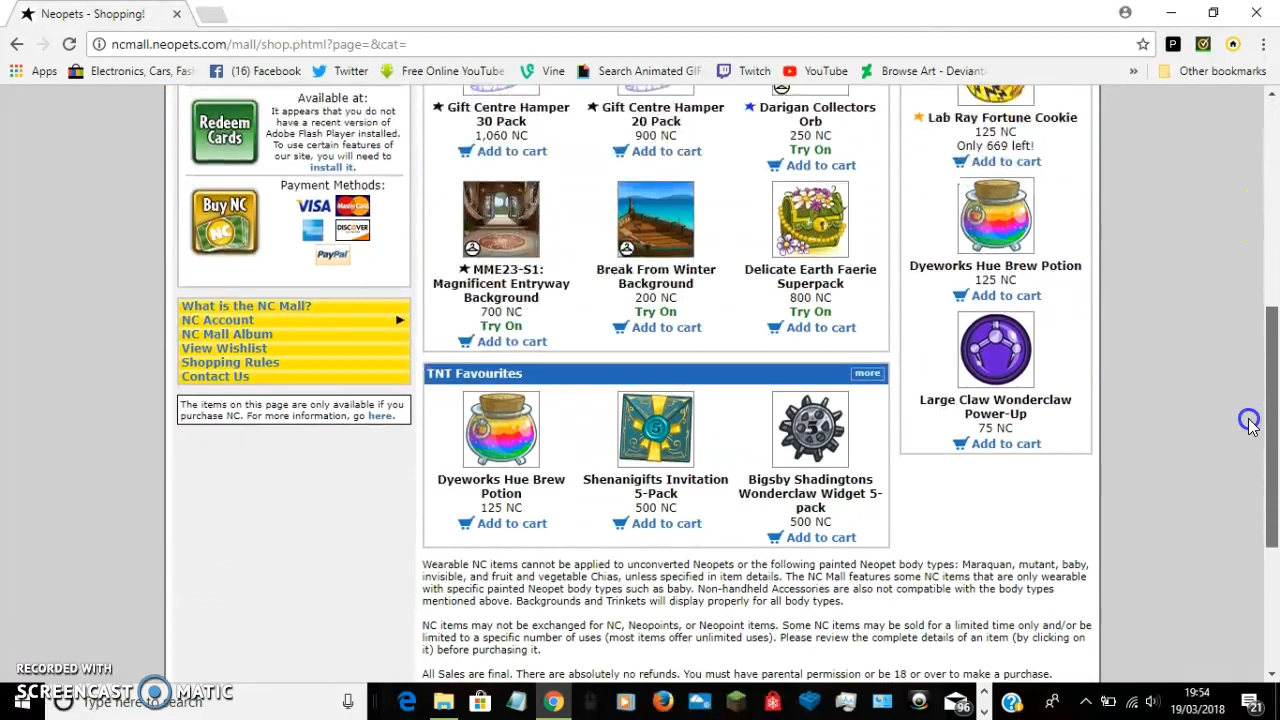 Neopets - Shopping!
ncmall.neopets.com/mall/shop.phtml?page=&cat=
Apps
Electronics, Cars, Fash
(16) Facebook
Twitter
Free Online YouTube
Vine
Search Animated GIF
Twitch
YouTube
Browse Art - Deviant
»
Other bookmarks
Redeem
Cards
Available at:
It appears that you do not
have a recent version of
Adobe Flash Player installed.
To use certain features of
our site, you will need to
install it.
Buy NC
NC
Payment Methods:
VISA MasterCard
DISCOVER
PayPal
What is the NC Mall?
NC Account
NC Mall Album
View Wishlist
Shopping Rules
Contact Us
The items on this page are only available if you
purchase NC. For more information, go here.
Gift Centre Hamper
30 Pack
1,060 NC
Add to cart
Gift Centre Hamper
20 Pack
900 NC
Add to cart
Darigan Collectors
Orb
250 NC
Try On
Add to cart
MME23-S1:
Magnificent Entryway
Background
700 NC
Try On
Add to cart
Break From Winter
Background
200 NC
Try On
Add to cart
Delicate Earth Faerie
Superpack
800 NC
Try On
Add to cart
TNT Favourites
more
Dyeworks Hue Brew
Potion
125 NC
Add to cart
5
Shenanigifts Invitation
5-Pack
500 NC
Add to cart
5
Bigsby Shadingtons
Wonderclaw Widget 5-
pack
500 NC
Add to cart
Lab Ray Fortune Cookie
125 NC
Only 669 left!
Add to cart
Dyeworks Hue Brew Potion
125 NC
Add to cart
Large Claw Wonderclaw
Power-Up
75 NC
Add to cart
Wearable NC items cannot be applied to unconverted Neopets or the following painted Neopet body types: Maraquan, mutant, baby,
invisible, and fruit and vegetable Chias, unless specified in item details. The NC Mall features some NC items that are only wearable
with specific painted Neopet body types such as baby. Non-handheld Accessories are also not compatible with the body types
mentioned above. Backgrounds and Trinkets will display properly for all body types.
NC items may not be exchanged for NC, Neopoints, or Neopoint items. Some NC items may be sold for a limited time only and/or be
limited to a specific number of uses (most items offer unlimited uses). Please review the complete details of an item (by clicking on
it) before purchasing it.
All Sales are final. There are absolutely no refunds. You must have parental permission or be 18 or over to make a purchase.
RECORDED WITH
SCREENCAST MATIC
Type here to search
96
19:54
19/03/2018
21